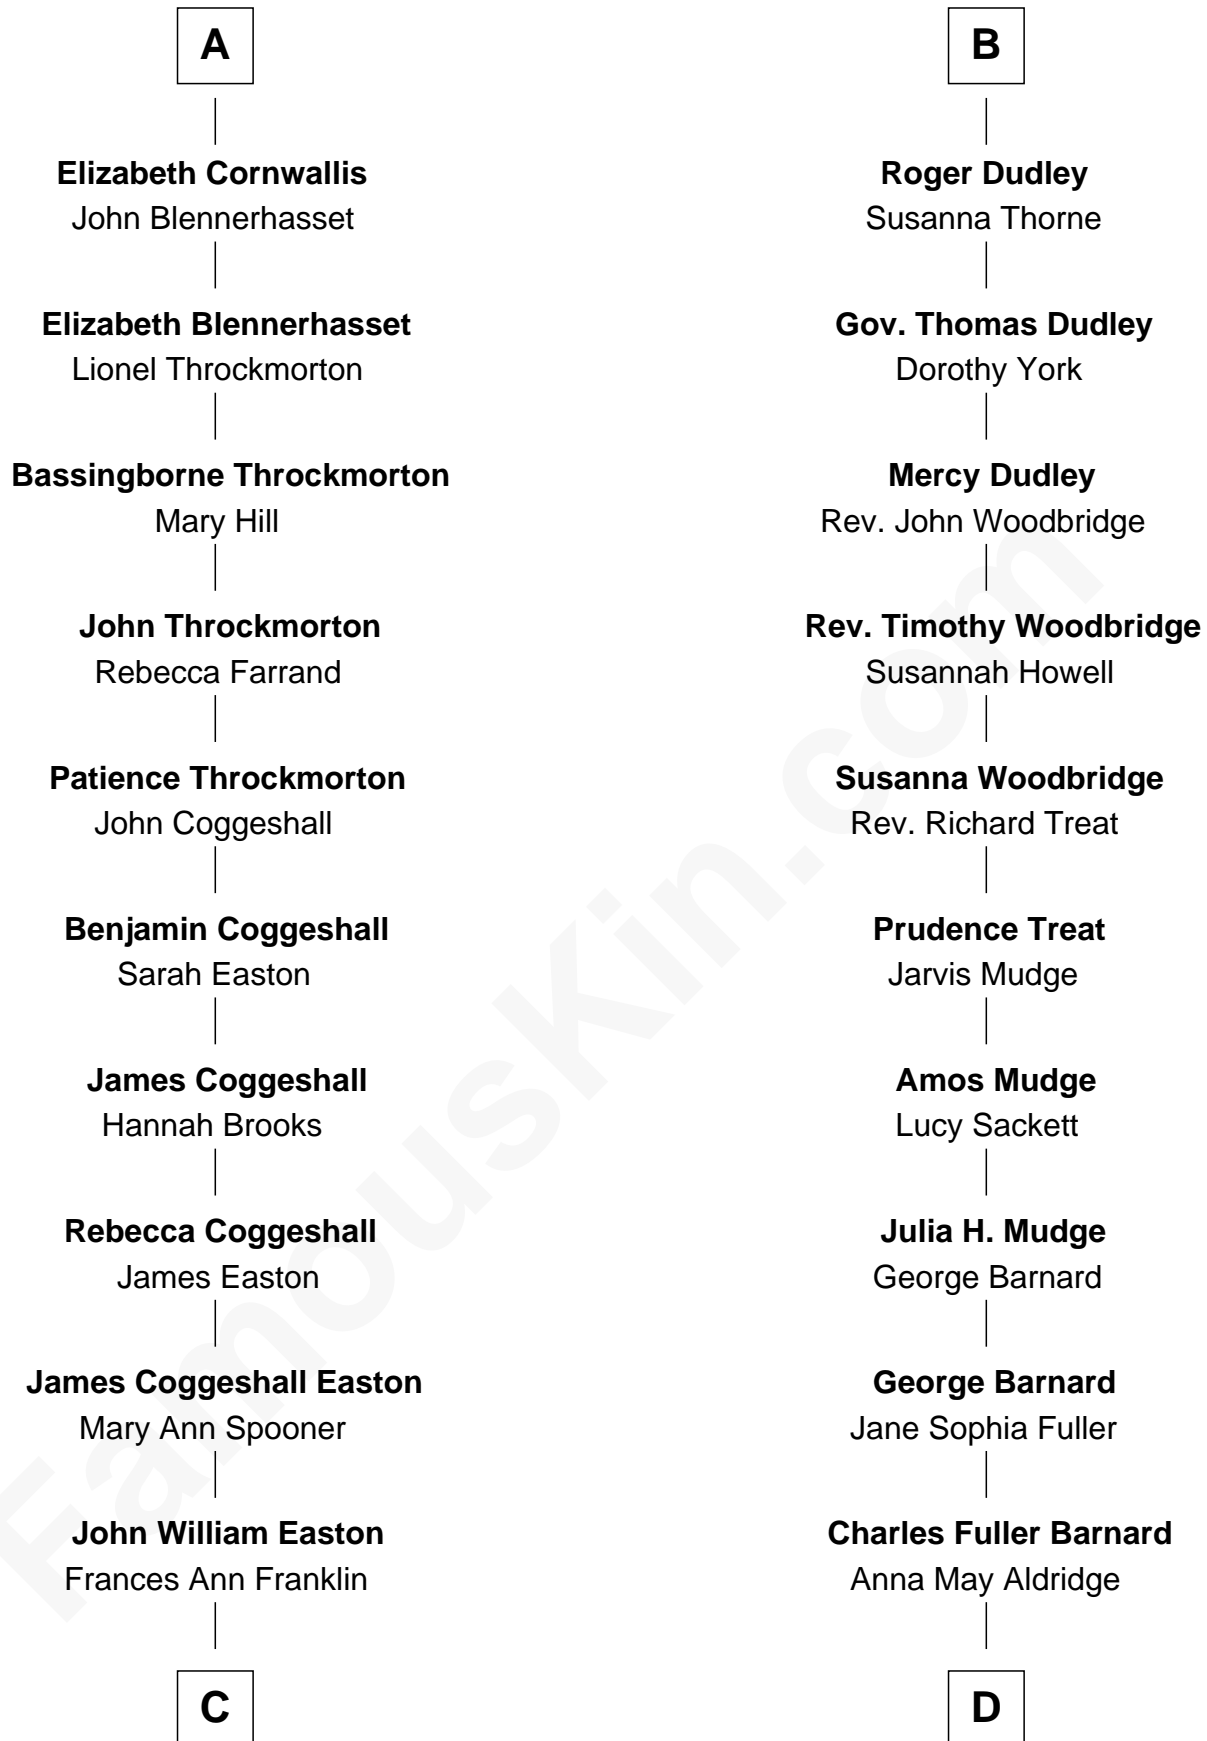 A
Elizabeth Cornwallis
John Blennerhasset
Elizabeth Blennerhasset
Lionel Throckmorton
Bassingborne Throckmorton
Mary Hill
John Throckmorton
Rebecca Farrand
Patience Throckmorton
John Coggeshall
Benjamin Coggeshall
Sarah Easton
James Coggeshall
Hannah Brooks
Rebecca Coggeshall
James Easton
James Coggeshall Easton
Mary Ann Spooner
John William Easton
Frances Ann Franklin
C
B
Roger Dudley
Susanna Thorne
Gov. Thomas Dudley
Dorothy York
Mercy Dudley
Rev. John Woodbridge
Rev. Timothy Woodbridge
Susannah Howell
Susanna Woodbridge
Rev. Richard Treat
Prudence Treat
Jarvis Mudge
Amos Mudge
Lucy Sackett
Julia H. Mudge
George Barnard
George Barnard
Jane Sophia Fuller
Charles Fuller Barnard
Anna May Aldridge
D
FamousKin.com